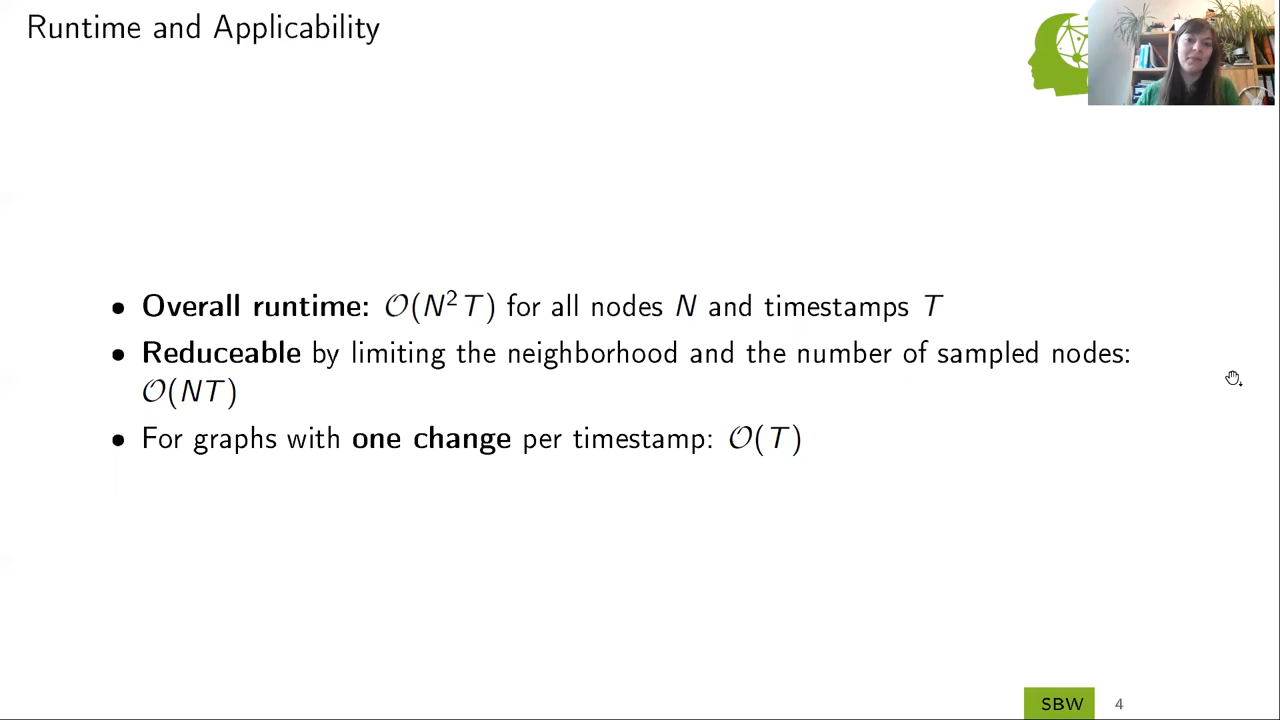 Runtime and Applicability
• Overall runtime: 𝒪(N²T) for all nodes N and timestamps T
• Reduceable by limiting the neighborhood and the number of sampled nodes:
𝒪(NT)
• For graphs with one change per timestamp: 𝒪(T)
SBW 4